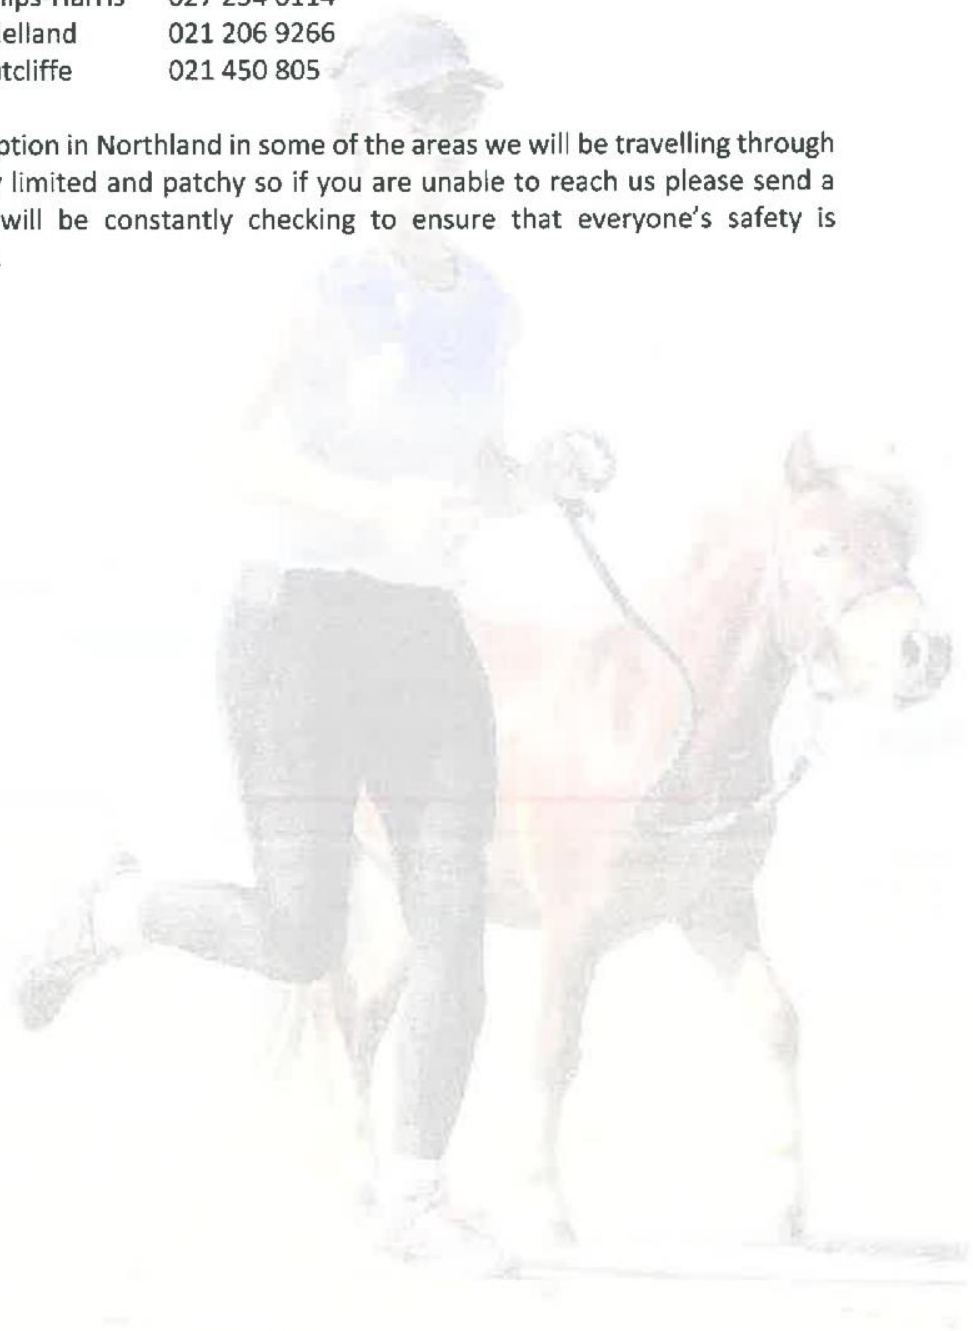 elland 021 206 9266
tcliffe 021 450 805
ption in Northland in some of the areas we will be travelling through
limited and patchy so if you are unable to reach us please send a
will be constantly checking to ensure that everyone's safety is